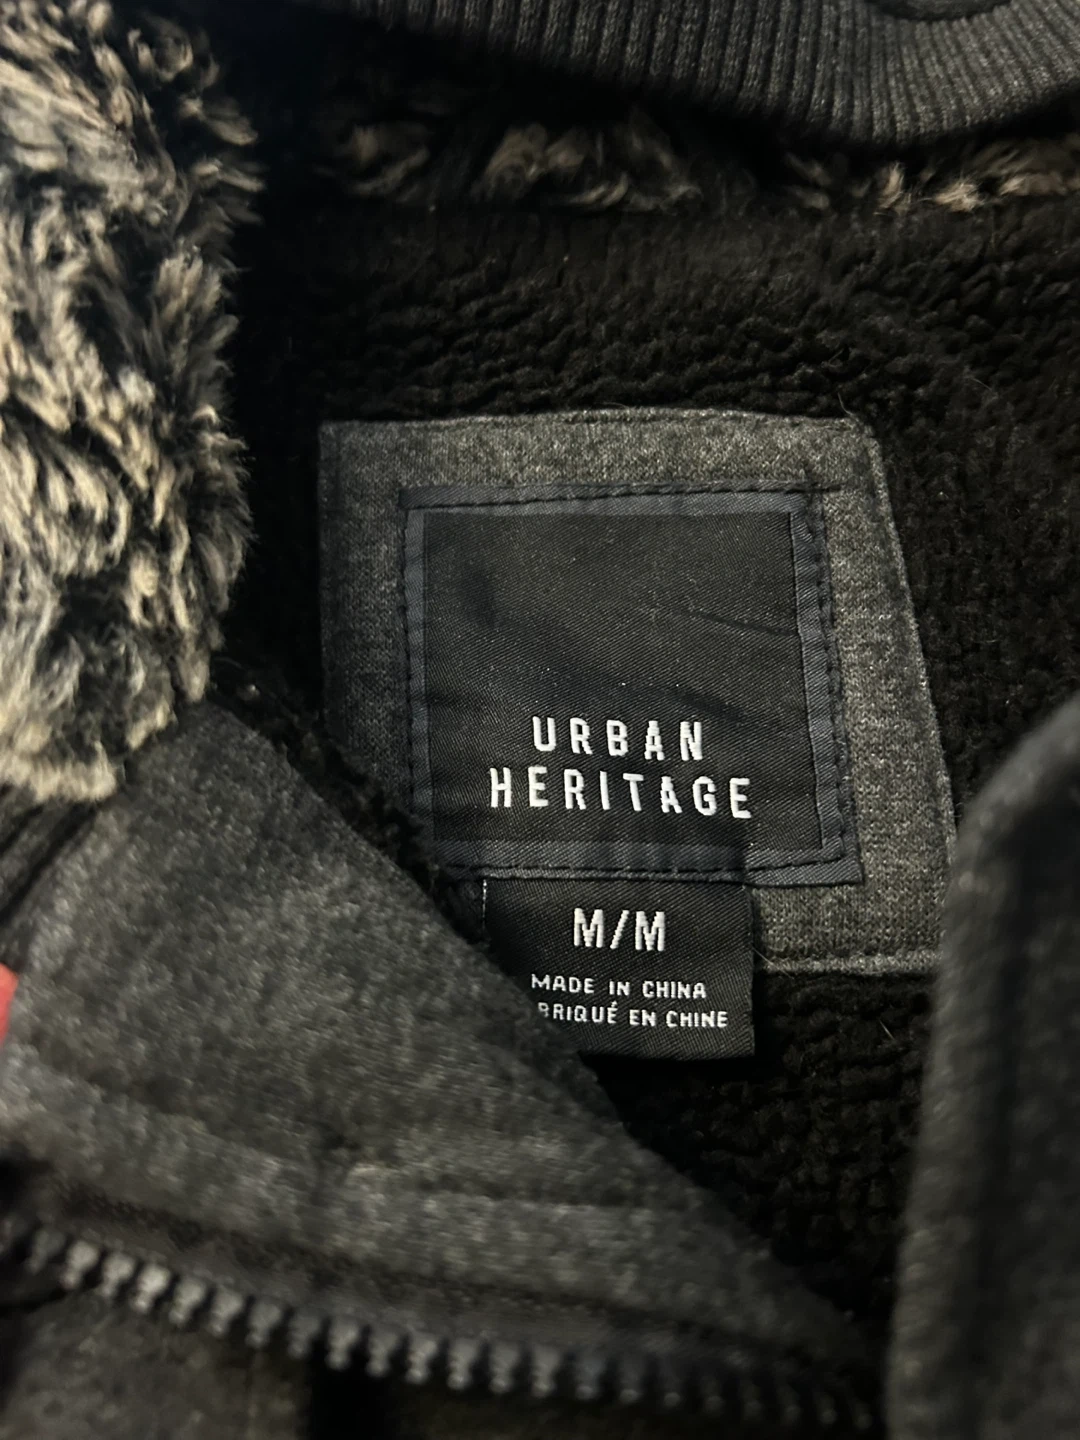 URBAN
HERITAGE
M/M
MADE IN CHINA
BRIQUÉ EN CHINE